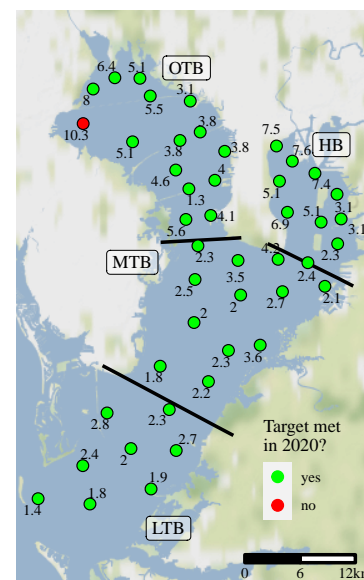 6.4 5.1 OTB
8 5.5 3.1
10.3 3.8
5.1 3.8 3.8
7.5 HB
7.6
4.6 4 5.1 7.4
1.3 3.1
5.6 4.1 6.9 5.1 3.1
MTB 2.3 4.2 2.3
3.5 2.4
2.5 2 2.7 2.1
2
2.3 3.6
1.8
2.2
2.8 2.3
Target met
in 2020?
2.4 2 2.7
yes
1.4 1.8 1.9
no
LTB
0 6 12km